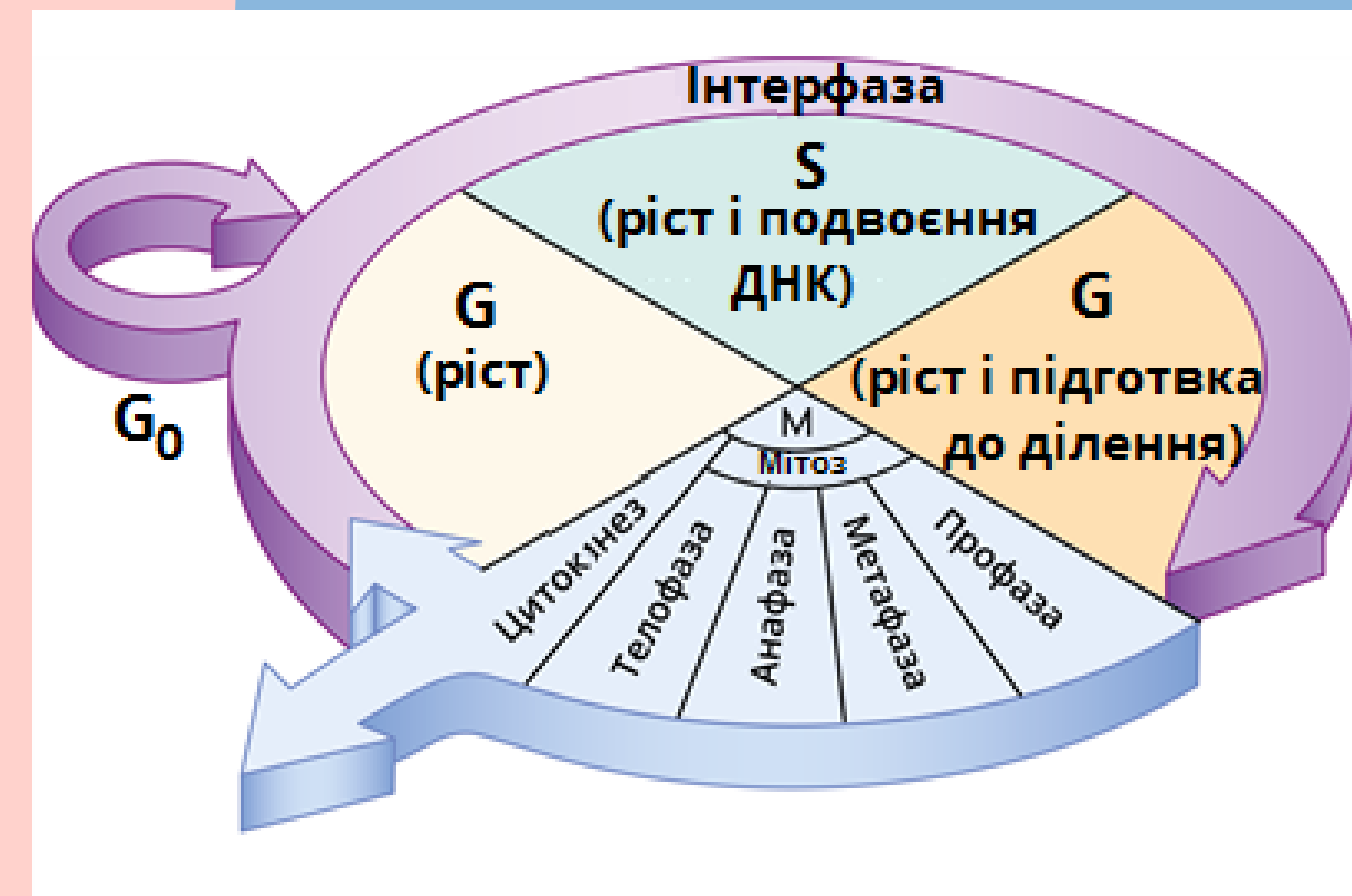 Інтерфаза
S
(ріст і подвоєння
ДНК)
G
(ріст)
G
(ріст і підготвка
до ділення)
G₀
М
Мітоз
Цитокінез
Телофаза
Анафаза
Метафаза
Профаза